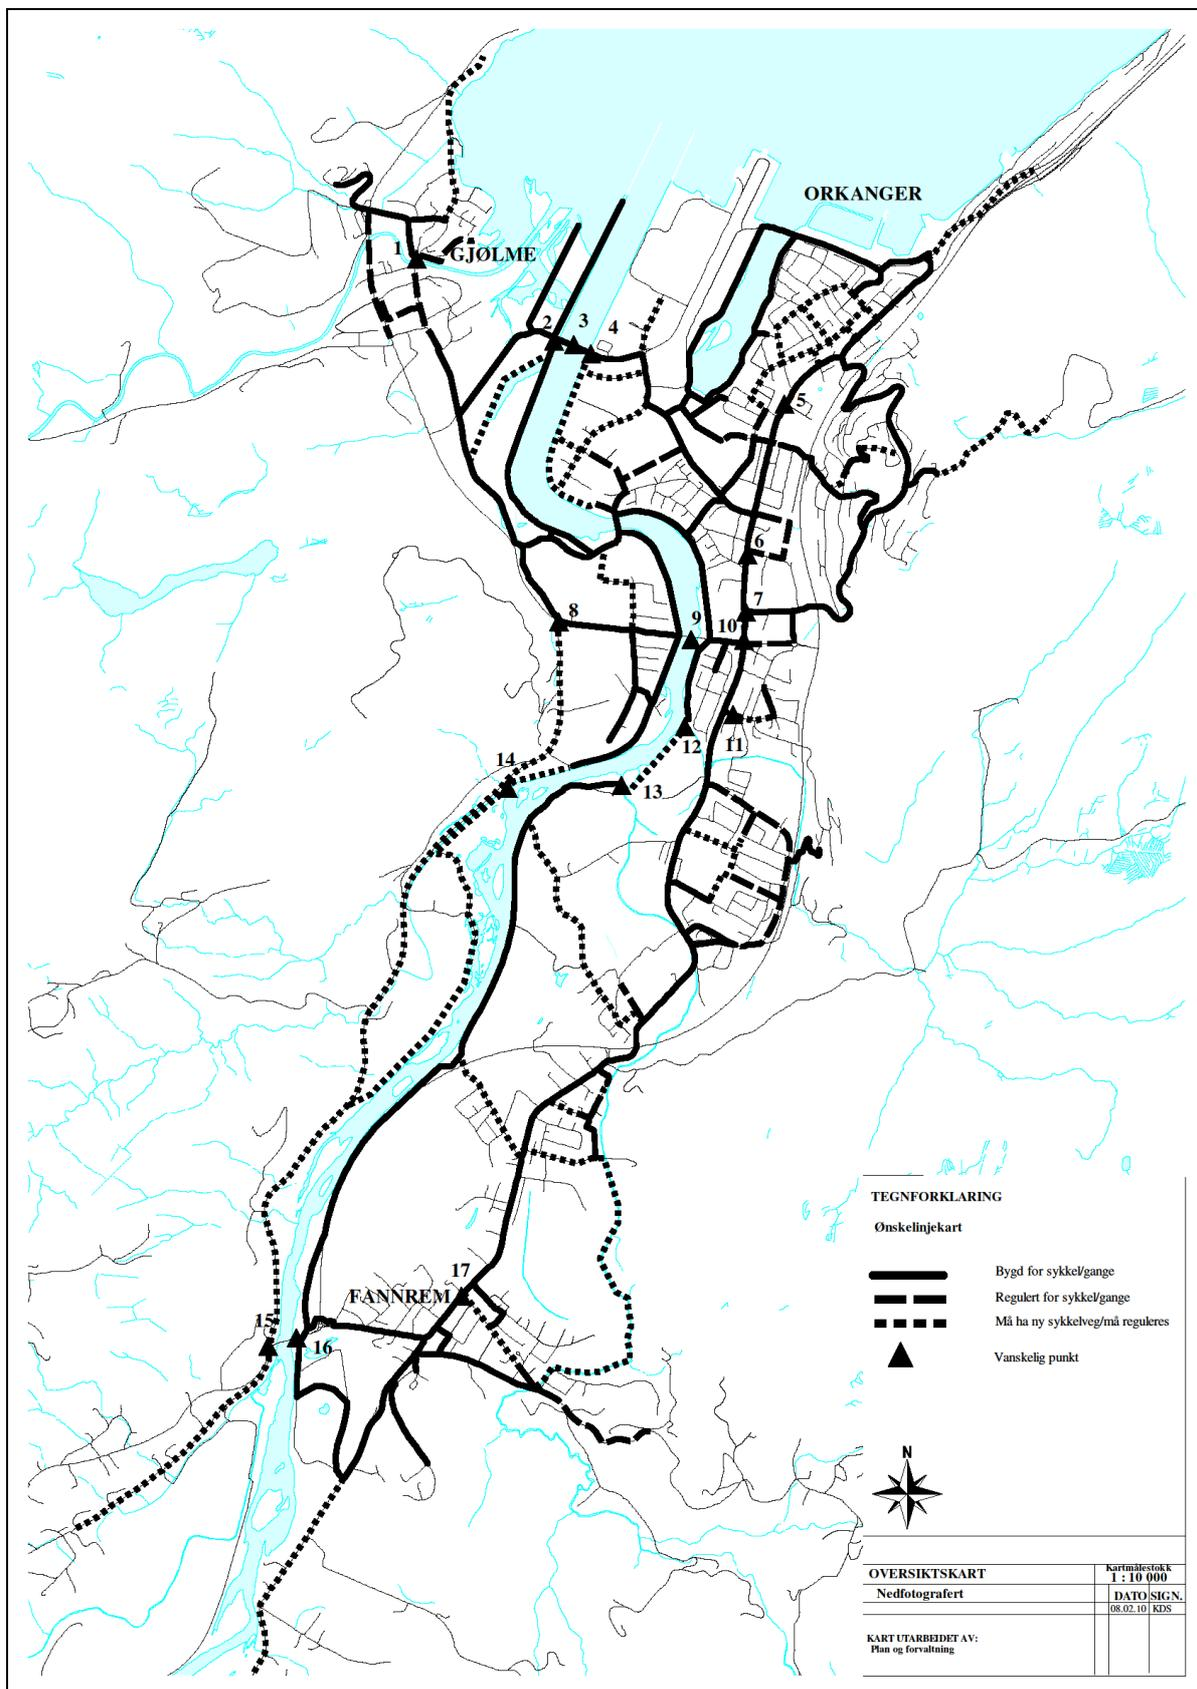 ORKANGER
1
GJØLME
2
3
4
5
6
7
8
9
10
11
12
13
14
15
16
17
FANNREM
TEGNFORKLARING
Ønskelinjekart
Bygd for sykkel/gange
Regulert for sykkel/gange
Må ha ny sykkelveg/må reguleres
Vanskelig punkt
N
OVERSIKTSKART
Nedfotografert
Kartmålestokk
1 : 10 000
DATO SIGN.
08.02.10 KDS
KART UTARBEIDET AV:
Plan og forvaltning